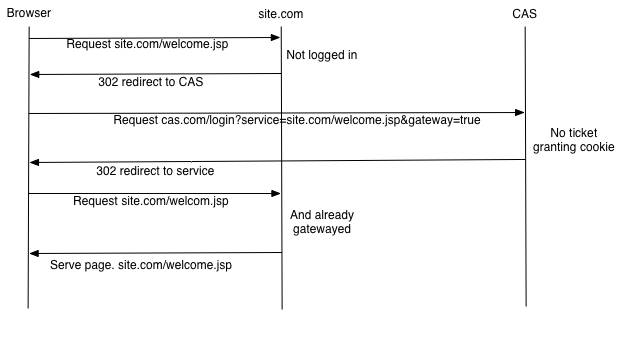 Browser
site.com
CAS
Request site.com/welcome.jsp
Not logged in
302 redirect to CAS
Request cas.com/login?service=site.com/welcome.jsp&gateway=true
No ticket
granting cookie
302 redirect to service
Request site.com/welcom.jsp
And already
gatewayed
Serve page. site.com/welcome.jsp